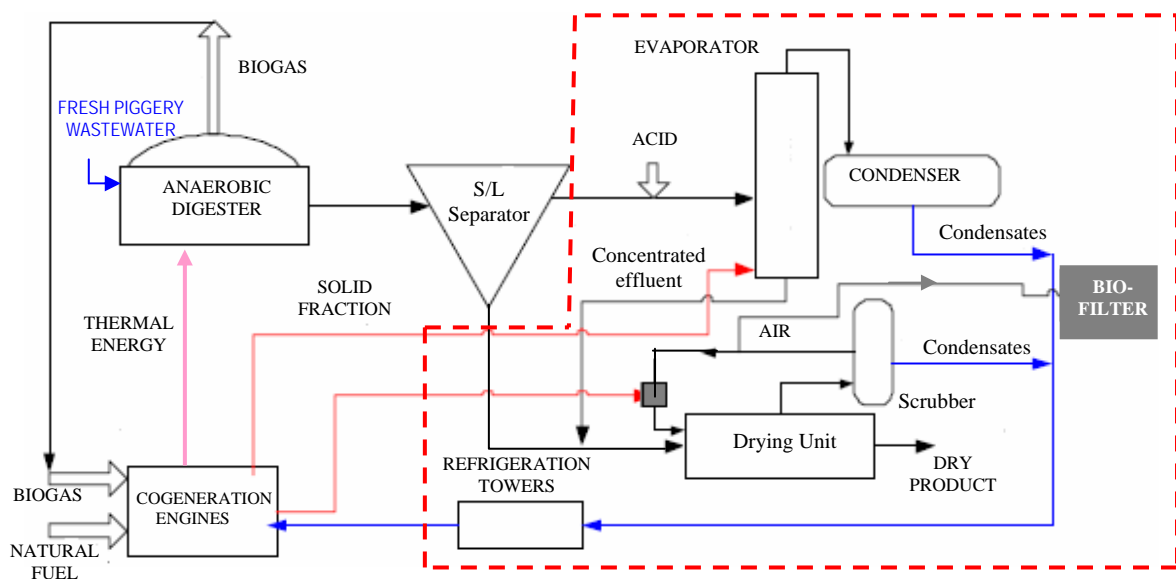 EVAPORATOR
BIOGAS
FRESH PIGGERY
WASTEWATER
ACID
ANAEROBIC
DIGESTER
S/L
Separator
CONDENSER
Condensates
Concentrated
effluent
BIO-
FILTER
SOLID
FRACTION
THERMAL
ENERGY
AIR
Condensates
Scrubber
Drying Unit
REFRIGERATION
TOWERS
DRY
PRODUCT
BIOGAS
COGENERATION
ENGINES
NATURAL
FUEL